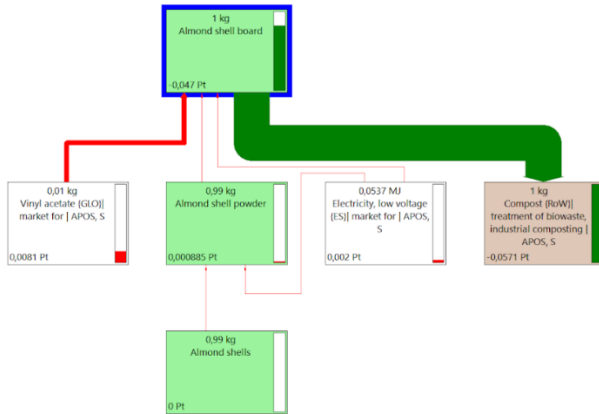 1 kg
Almond shell board
-0,047 Pt
0,01 kg
Vinyl acetate {GLO}|
market for | APOS, S
0,0081 Pt
0,99 kg
Almond shell powder
0,000885 Pt
0,0537 MJ
Electricity, low voltage
{ES}| market for | APOS,
S
0,002 Pt
1 kg
Compost {RoW}|
treatment of biowaste,
industrial composting |
APOS, S
-0,0571 Pt
0,99 kg
Almond shells
0 Pt